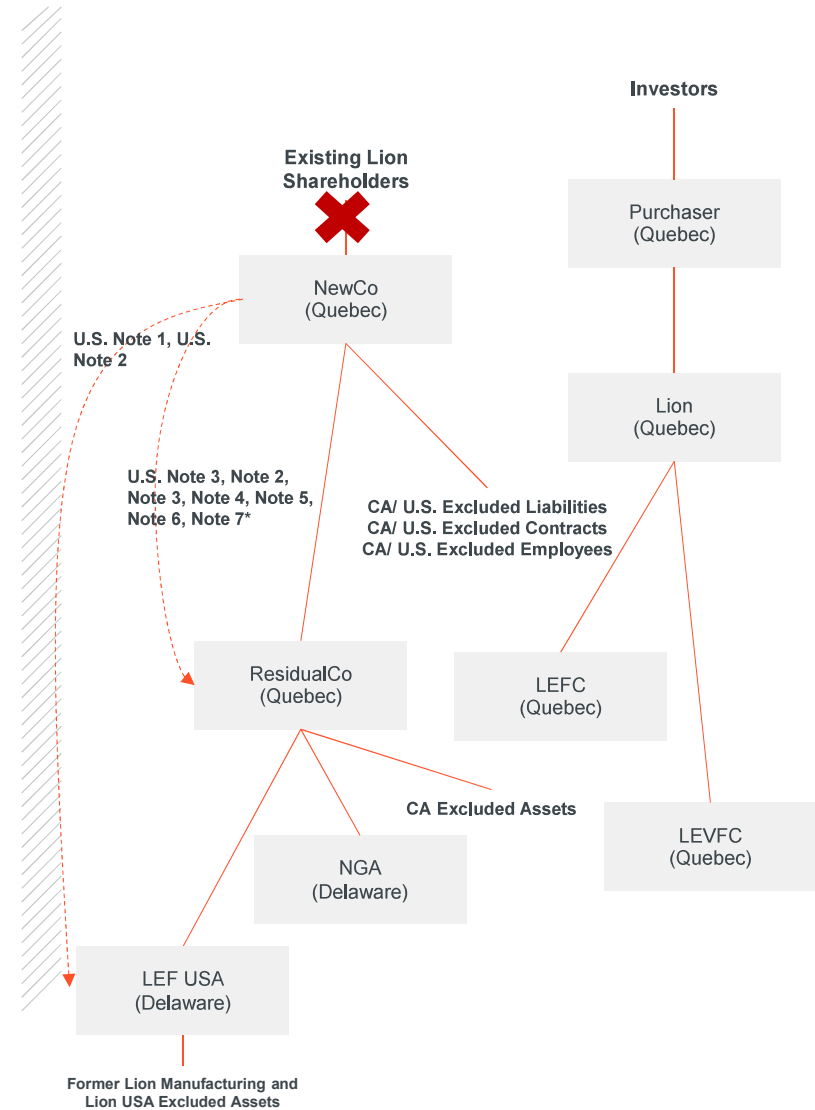 Investors
Existing Lion
Shareholders
Purchaser
(Quebec)
NewCo
(Quebec)
U.S. Note 1, U.S.
Note 2
Lion
(Quebec)
U.S. Note 3, Note 2,
Note 3, Note 4, Note 5,
Note 6, Note 7*
CA/ U.S. Excluded Liabilities
CA/ U.S. Excluded Contracts
CA/ U.S. Excluded Employees
ResidualCo
(Quebec)
LEFC
(Quebec)
CA Excluded Assets
LEVFC
(Quebec)
NGA
(Delaware)
LEF USA
(Delaware)
Former Lion Manufacturing and
Lion USA Excluded Assets